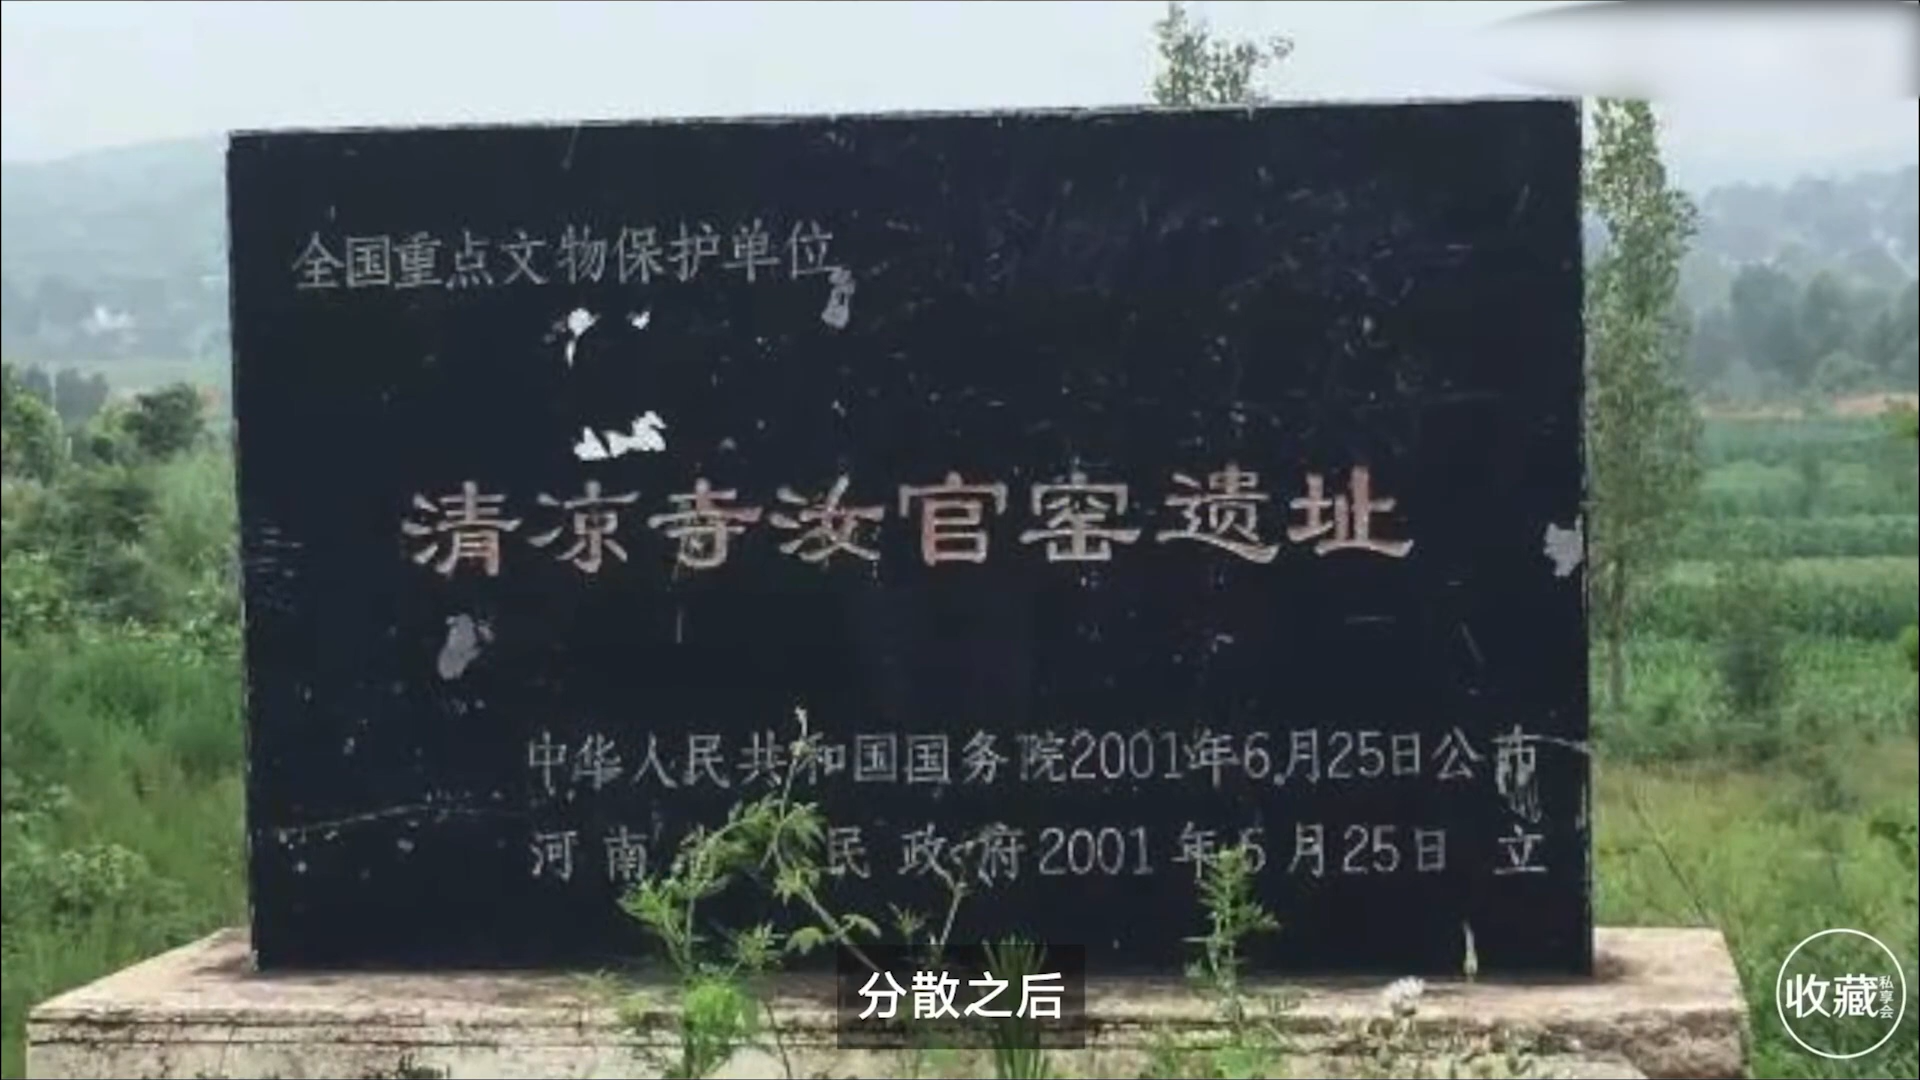 全国重点文物保护单位
清凉寺汝官窑遗址
中华人民共和国国务院2001年6月25日公布
河南 人民政府2001年6月25日 立
分散之后
收藏
私享会